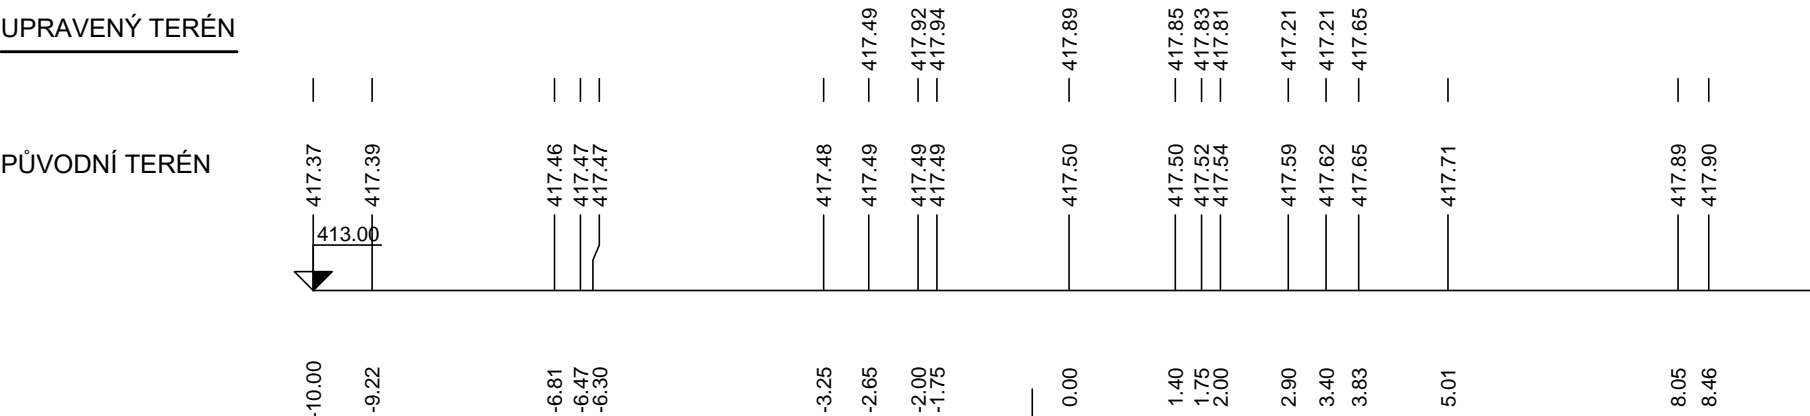 UPRAVENÝ TERÉN
417.49 417.92 417.94 417.89 417.85 417.83 417.81 417.21 417.21 417.65
PŮVODNÍ TERÉN
417.37 417.39 417.46 417.47 417.47 417.48 417.49 417.49 417.49 417.50 417.50 417.52 417.54 417.59 417.62 417.65 417.71 417.89 417.90
413.00
-10.00 -9.22 -6.81 -6.47 -6.30 -3.25 -2.65 -2.00 -1.75 0.00 1.40 1.75 2.00 2.90 3.40 3.83 5.01 8.05 8.46